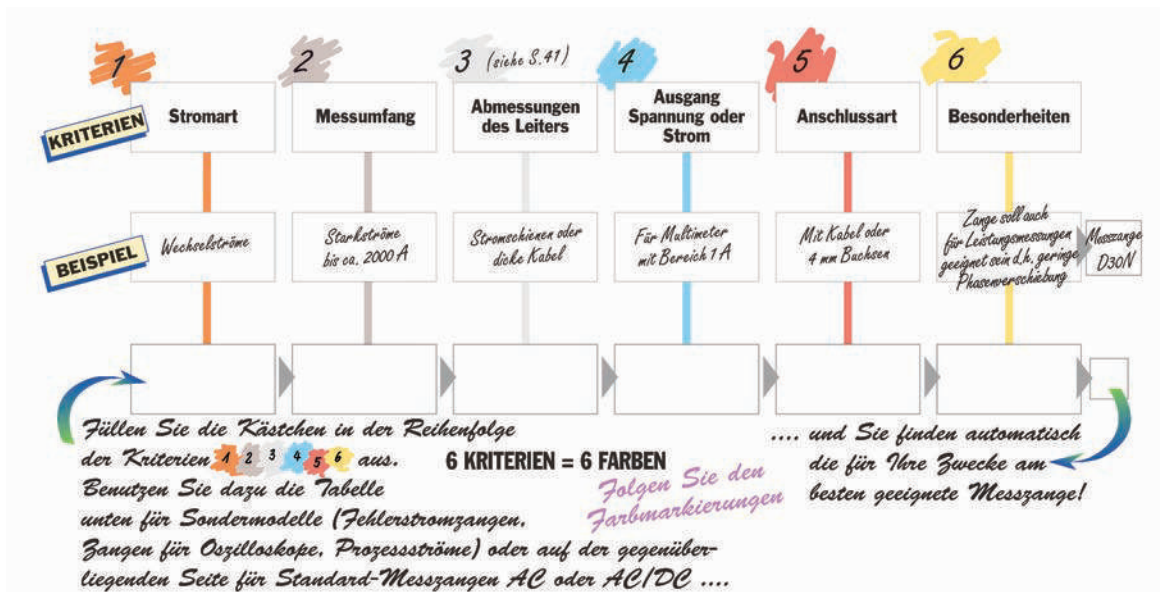 1
2
3 (siehe S.41)
4
5
6
KRITERIEN
Stromart
Messumfang
Abmessungen
des Leiters
Ausgang
Spannung oder
Strom
Anschlussart
Besonderheiten
BEISPIEL
Wechselströme
Starkströme
bis ca. 2000 A
Stromschienen oder
dicke Kabel
Für Multimeter
mit Bereich 1 A
Mit Kabel oder
4 mm Buchsen
Zange soll auch
für Leistungsmessungen
geeignet sein d.h. geringe
Phasenverschiebung
Messzange
D30N
Füllen Sie die Kästchen in der Reihenfolge
der Kriterien 1 2 3 4 5 6 aus.
Benutzen Sie dazu die Tabelle
unten für Sondermodelle (Fehlerstromzangen,
Zangen für Oszilloskope, Prozessströme) oder auf der gegenüber-
liegenden Seite für Standard-Messzangen AC oder AC/DC ....
6 KRITERIEN = 6 FARBEN
Folgen Sie den
Farbmarkierungen
.... und Sie finden automatisch
die für Ihre Zwecke am
besten geeignete Messzange!